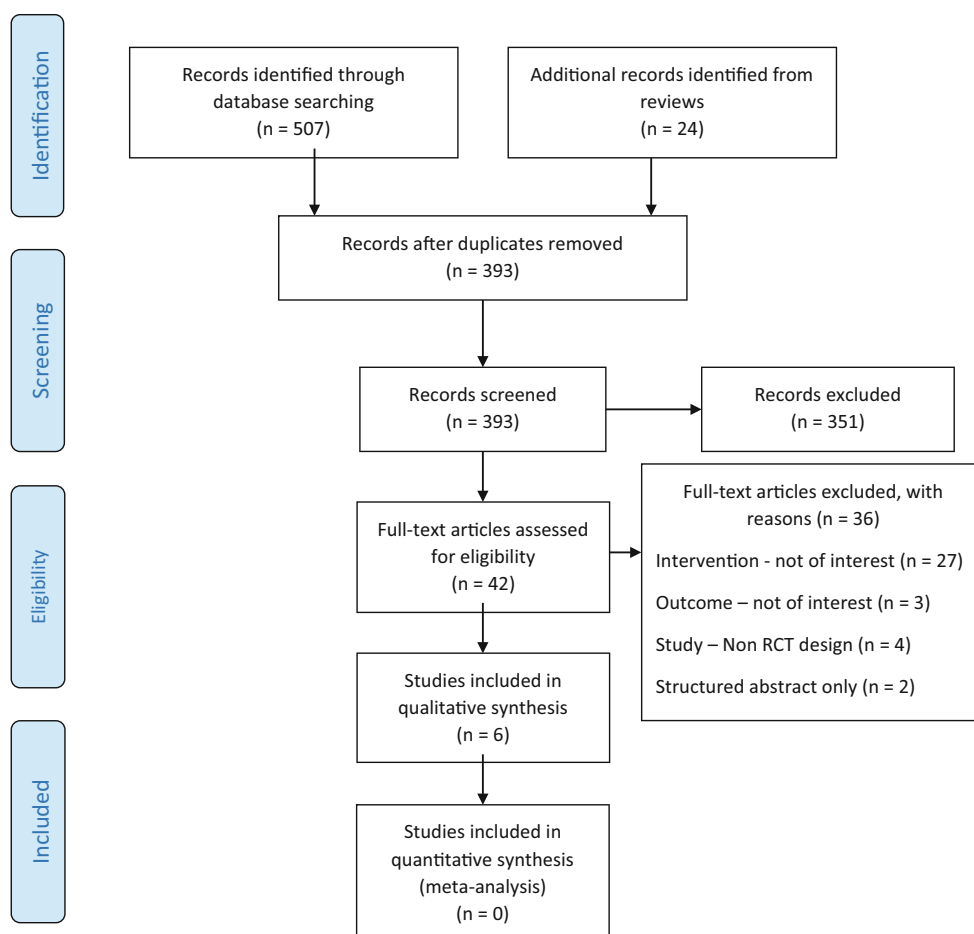 Identification
Records identified through
database searching
(n = 507)
Additional records identified from
reviews
(n = 24)
Records after duplicates removed
(n = 393)
Screening
Records screened
(n = 393)
Records excluded
(n = 351)
Eligibility
Full-text articles assessed
for eligibility
(n = 42)
Full-text articles excluded, with
reasons (n = 36)
Intervention - not of interest (n = 27)
Outcome – not of interest (n = 3)
Study – Non RCT design (n = 4)
Structured abstract only (n = 2)
Studies included in
qualitative synthesis
(n = 6)
Included
Studies included in
quantitative synthesis
(meta-analysis)
(n = 0)